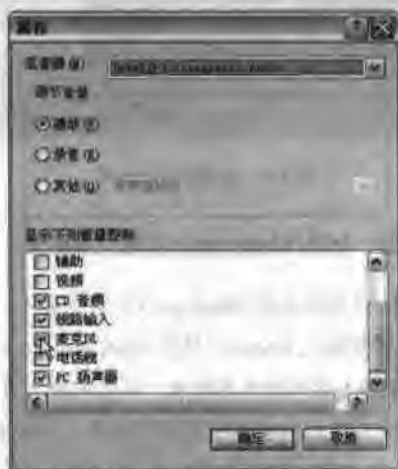 属性
混音器(M):
调节音量
播放(P)
录音(R)
其他(O)
显示下列音量控制
辅助
视频
CD 音频
线路输入
麦克风
电话线
PC 扬声器
确定 取消